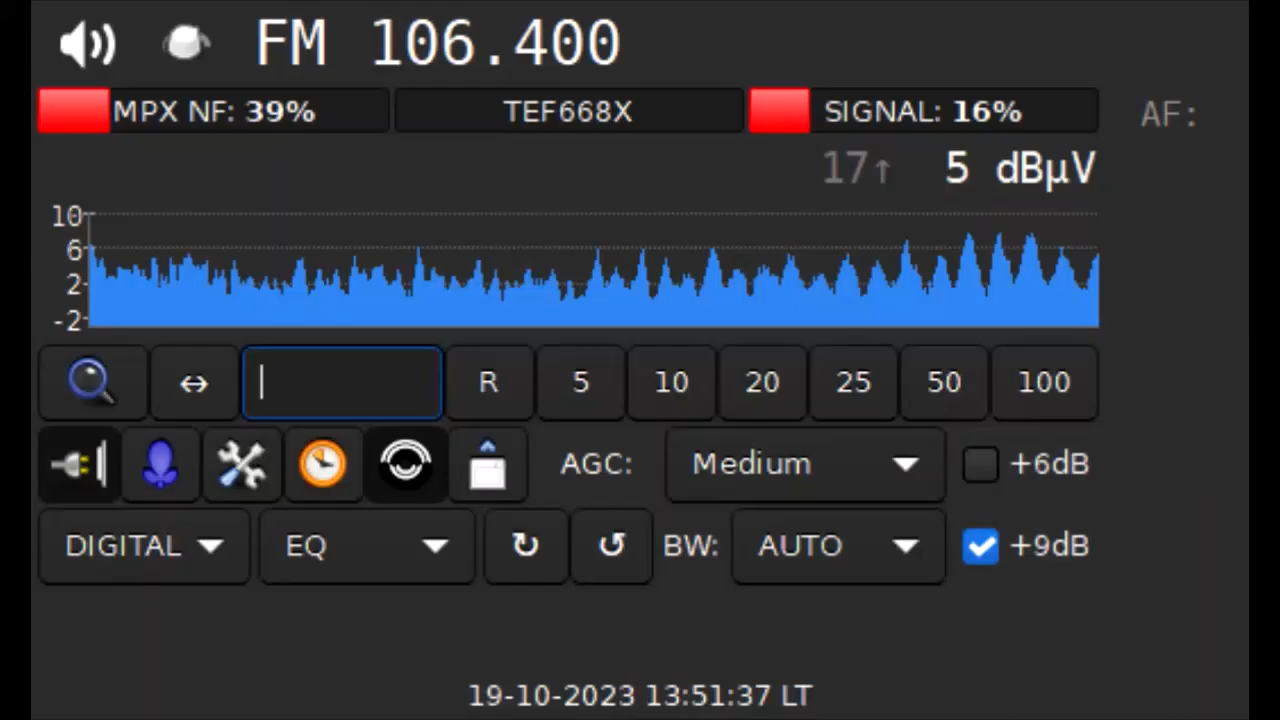 FM 106.400
MPX NF: 39% TEF668X SIGNAL: 16% AF:
17↑ 5 dBµV
10
6
2
-2
↔ R 5 10 20 25 50 100
AGC: Medium +6dB
DIGITAL EQ ↻ ↺ BW: AUTO +9dB
19-10-2023 13:51:37 LT